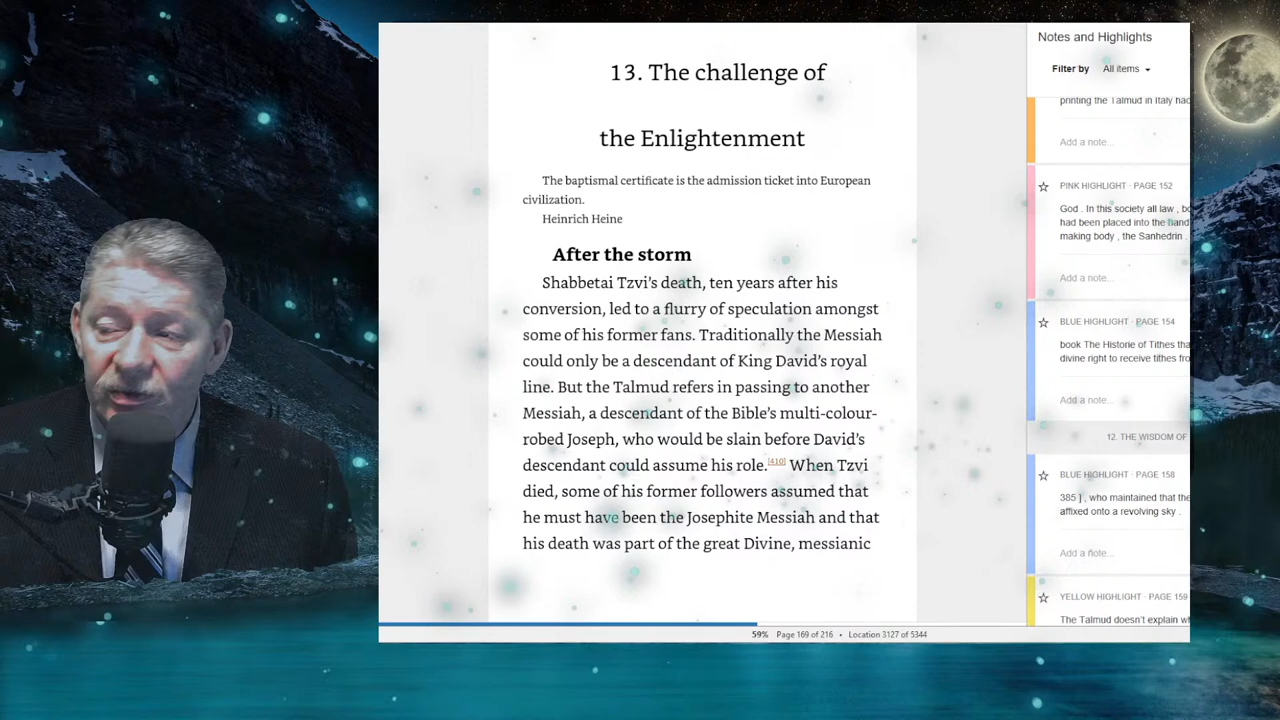 13. The challenge of
the Enlightenment
The baptismal certificate is the admission ticket into European
civilization.
Heinrich Heine
After the storm
Shabbetai Tzvi's death, ten years after his
conversion, led to a flurry of speculation amongst
some of his former fans. Traditionally the Messiah
could only be a descendant of King David's royal
line. But the Talmud refers in passing to another
Messiah, a descendant of the Bible's multi-colour-
robed Joseph, who would be slain before David's
descendant could assume his role.[410] When Tzvi
died, some of his former followers assumed that
he must have been the Josephite Messiah and that
his death was part of the great Divine, messianic
59% Page 169 of 216 • Location 3127 of 5344
Notes and Highlights
Filter by All items
printing the Talmud in Italy had
Add a note...
PINK HIGHLIGHT · PAGE 152
God . In this society all law , bo
had been placed into the hand
making body , the Sanhedrin .
Add a note...
BLUE HIGHLIGHT · PAGE 154
book The Historie of Tithes tha
divine right to receive tithes fro
Add a note...
12. THE WISDOM OF
BLUE HIGHLIGHT · PAGE 158
385 ] , who maintained that the
affixed onto a revolving sky .
Add a note...
YELLOW HIGHLIGHT · PAGE 159
The Talmud doesn't explain wh